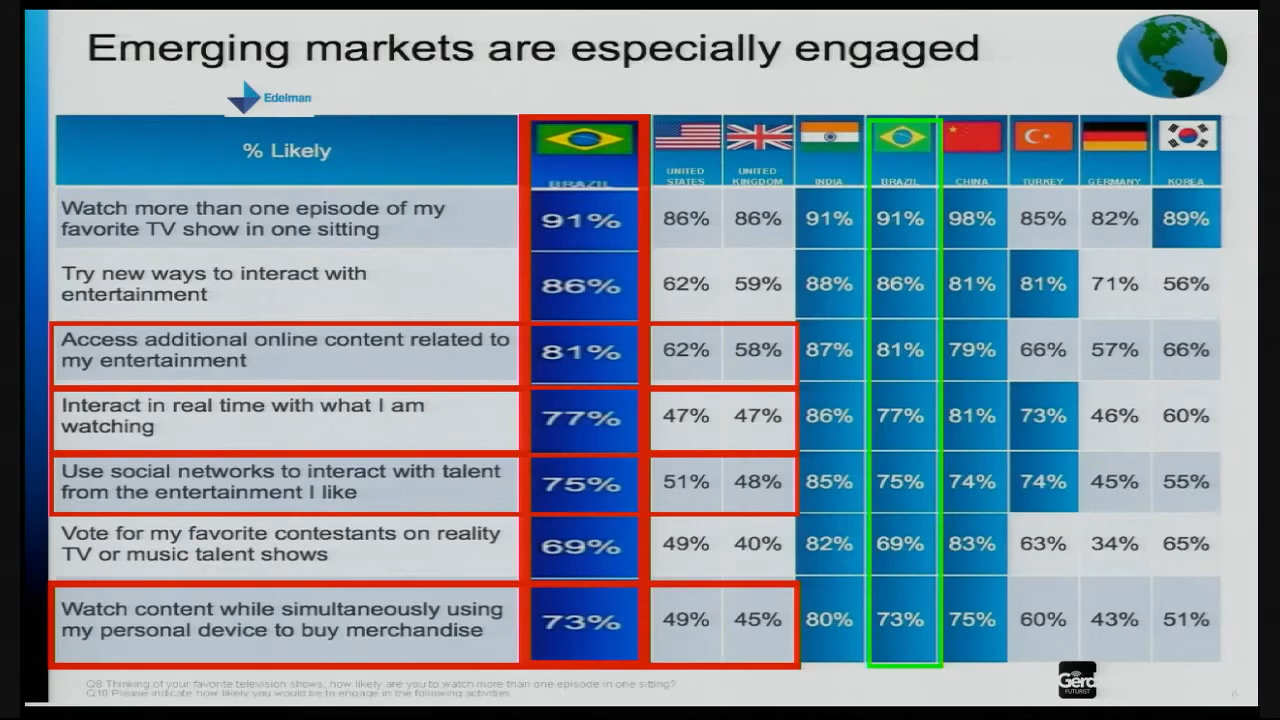 Emerging markets are especially engaged
Edelman
% Likely
BRAZIL
UNITED STATES
UNITED KINGDOM
INDIA
BRAZIL
CHINA
TURKEY
GERMANY
KOREA
Watch more than one episode of my
favorite TV show in one sitting
91% 86% 86% 91% 91% 98% 85% 82% 89%
Try new ways to interact with
entertainment
86% 62% 59% 88% 86% 81% 81% 71% 56%
Access additional online content related to
my entertainment
81% 62% 58% 87% 81% 79% 66% 57% 66%
Interact in real time with what I am
watching
77% 47% 47% 86% 77% 81% 73% 46% 60%
Use social networks to interact with talent
from the entertainment I like
75% 51% 48% 85% 75% 74% 74% 45% 55%
Vote for my favorite contestants on reality
TV or music talent shows
69% 49% 40% 82% 69% 83% 63% 34% 65%
Watch content while simultaneously using
my personal device to buy merchandise
73% 49% 45% 80% 73% 75% 60% 43% 51%
Q8 Thinking of your favorite television shows, how likely are you to watch more than one episode in one sitting?
Q10 Please indicate how likely you would be to engage in the following activities
Gerd
FUTURIST
6